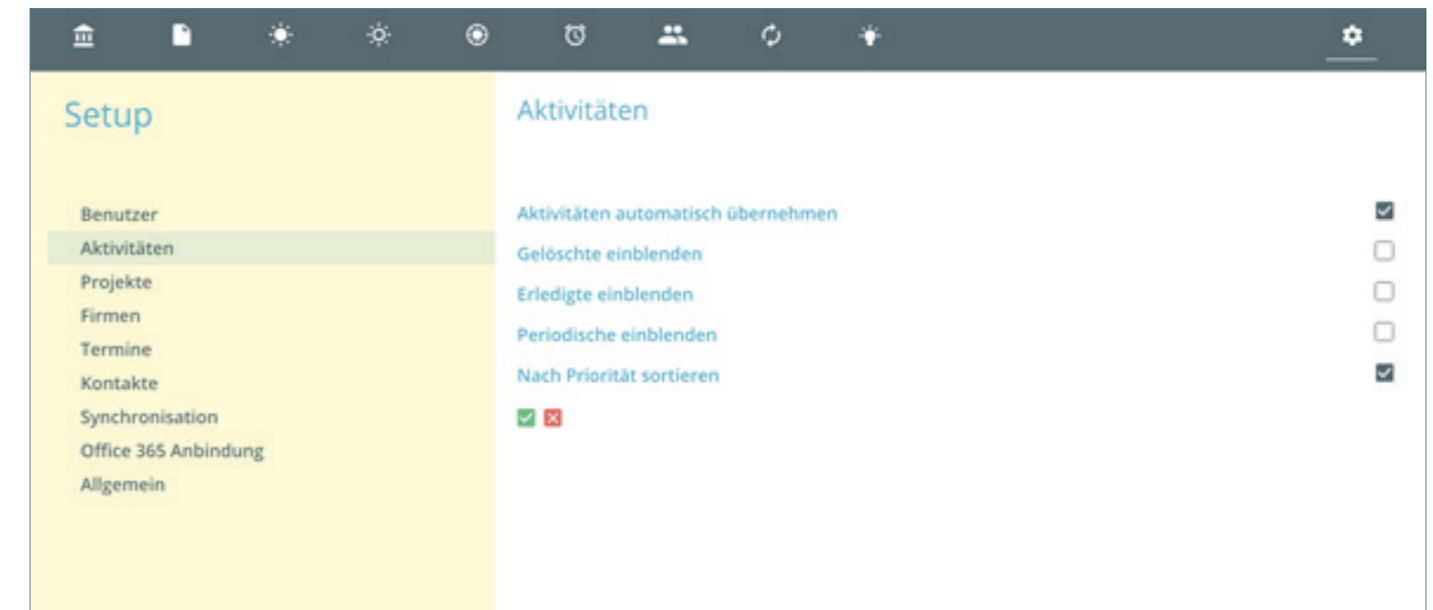 Setup
Benutzer
Aktivitäten
Projekte
Firmen
Termine
Kontakte
Synchronisation
Office 365 Anbindung
Allgemein
Aktivitäten
Aktivitäten automatisch übernehmen
Gelöschte einblenden
Erledigte einblenden
Periodische einblenden
Nach Priorität sortieren